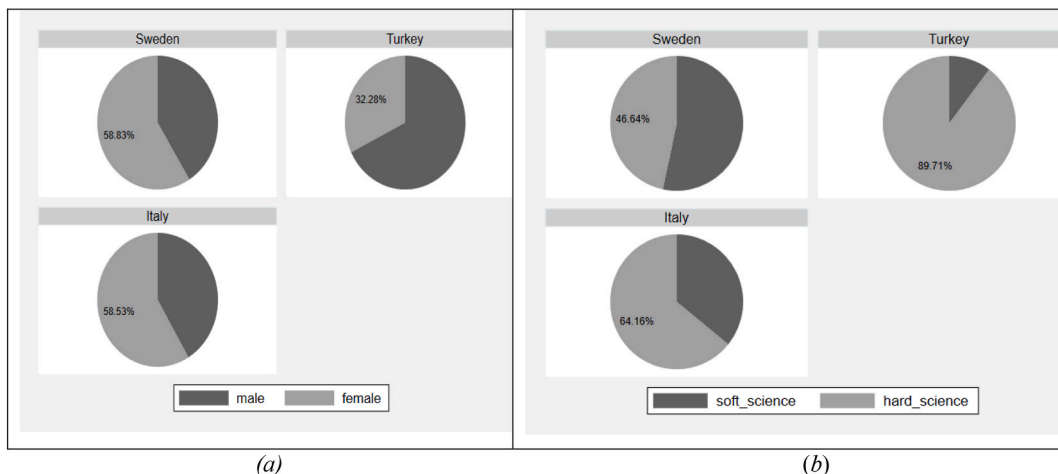 Sweden
Turkey
58.83%
32.28%
Italy
58.53%
male
female
(a)
Sweden
Turkey
46.64%
89.71%
Italy
64.16%
soft_science
hard_science
(b)